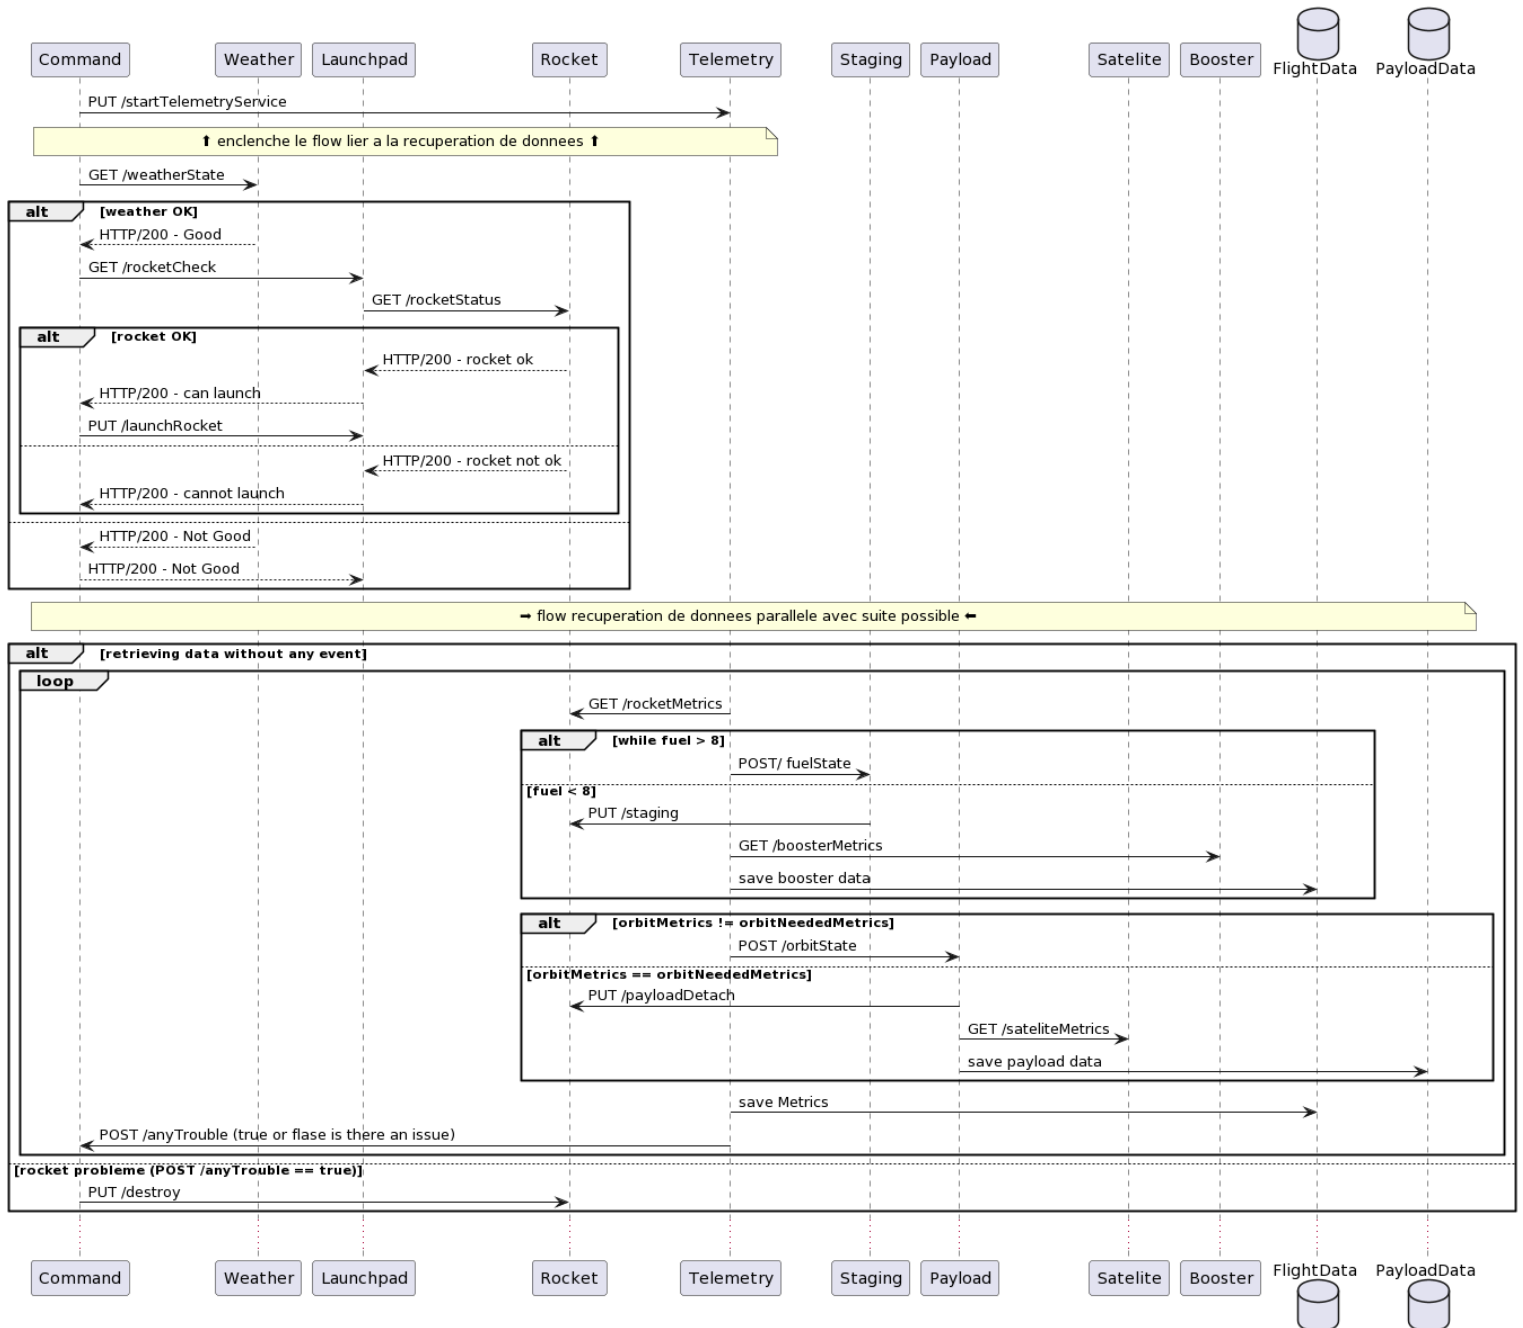 Command Weather Launchpad Rocket Telemetry Staging Payload Satelite Booster FlightData PayloadData
PUT /startTelemetryService
⬆ enclenche le flow lier a la recuperation de donnees ⬆
GET /weatherState
alt [weather OK]
HTTP/200 - Good
GET /rocketCheck
GET /rocketStatus
alt [rocket OK]
HTTP/200 - rocket ok
HTTP/200 - can launch
PUT /launchRocket
HTTP/200 - rocket not ok
HTTP/200 - cannot launch
HTTP/200 - Not Good
HTTP/200 - Not Good
➡ flow recuperation de donnees parallele avec suite possible ⬅
alt [retrieving data without any event]
loop
GET /rocketMetrics
alt [while fuel > 8]
POST/ fuelState
[fuel < 8]
PUT /staging
GET /boosterMetrics
save booster data
alt [orbitMetrics != orbitNeededMetrics]
POST /orbitState
[orbitMetrics == orbitNeededMetrics]
PUT /payloadDetach
GET /sateliteMetrics
save payload data
save Metrics
POST /anyTrouble (true or flase is there an issue)
[rocket probleme (POST /anyTrouble == true)]
PUT /destroy
Command Weather Launchpad Rocket Telemetry Staging Payload Satelite Booster FlightData PayloadData